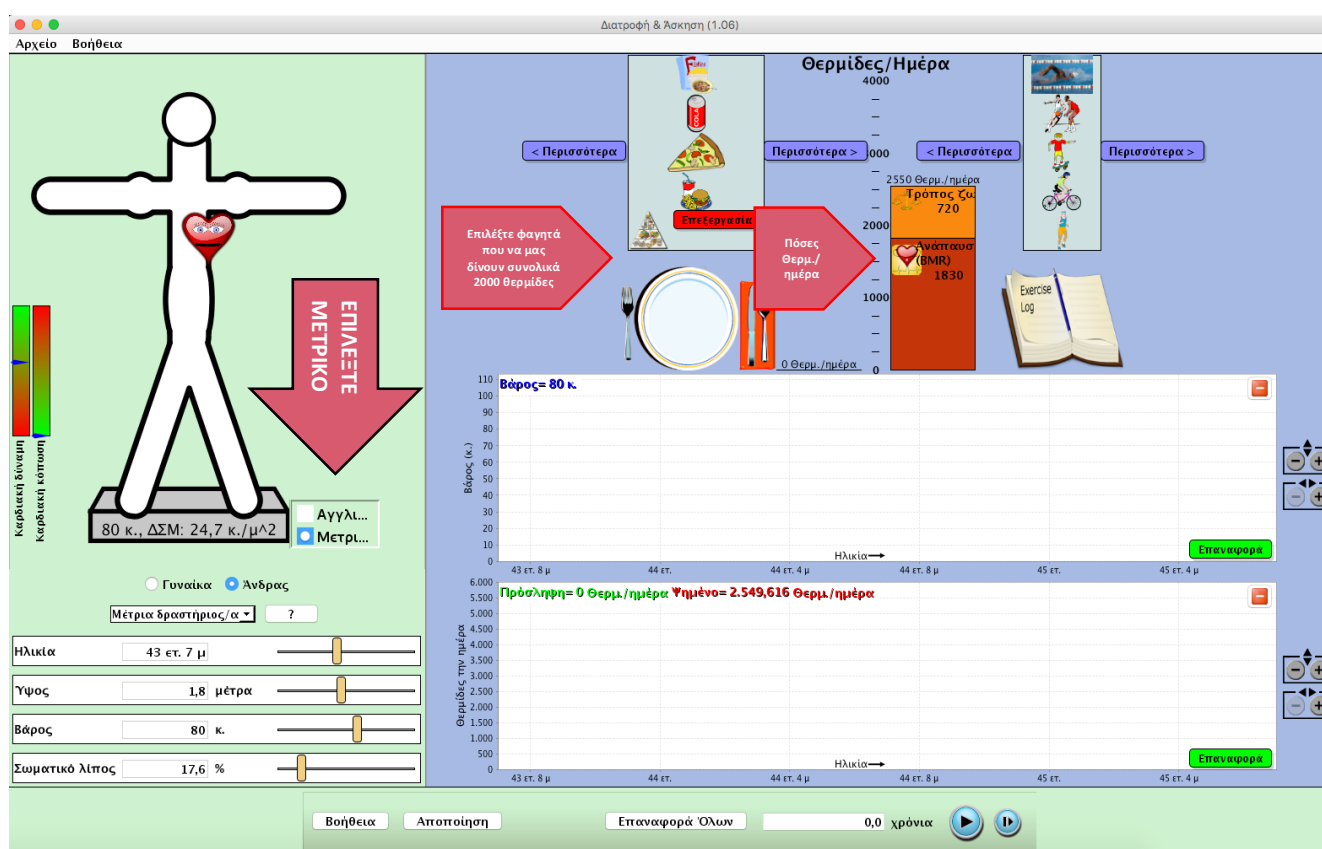 Διατροφή & Άσκηση (1.06)
Αρχείο Βοήθεια
Θερμίδες/Ημέρα
4000
< Περισσότερα
Περισσότερα >
000
< Περισσότερα
Περισσότερα >
2550 Θερμ./ημέρα
Τρόπος ζω
720
Επεξεργασία
2000
Επιλέξτε φαγητά
που να μας
δίνουν συνολικά
2000 θερμίδες
Πόσες
Θερμ./
ημέρα
Ανάπαυσ
(BMR)
1830
1000
Exercise
Log
0 Θερμ./ημέρα
0
COLA
ΕΠΙΛΕΞΤΕ
ΜΕΤΡΙΚΟ
Καρδιακή δύναμη
Καρδιακή κόπωση
80 κ., ΔΣΜ: 24,7 κ./μ^2
Αγγλι...
Μετρι...
Γυναίκα Άνδρας
Μέτρια δραστήριος/α
?
Ηλικία 43 ετ. 7 μ
Ύψος 1,8 μέτρα
Βάρος 80 κ.
Σωματικό λίπος 17,6 %
Βάρος= 80 κ.
Βάρος (κ.)
110
100
90
80
70
60
50
40
30
20
10
0
Ηλικία
Επαναφορά
43 ετ. 8 μ 44 ετ. 44 ετ. 4 μ 44 ετ. 8 μ 45 ετ. 45 ετ. 4 μ
Πρόσληψη= 0 Θερμ./ημέρα Ψημένο= 2.549,616 Θερμ./ημέρα
Θερμίδες την ημέρα
6.000
5.500
5.000
4.500
4.000
3.500
3.000
2.500
2.000
1.500
1.000
500
0
Ηλικία
Επαναφορά
43 ετ. 8 μ 44 ετ. 44 ετ. 4 μ 44 ετ. 8 μ 45 ετ. 45 ετ. 4 μ
Βοήθεια Αποποίηση Επαναφορά Όλων 0,0 χρόνια